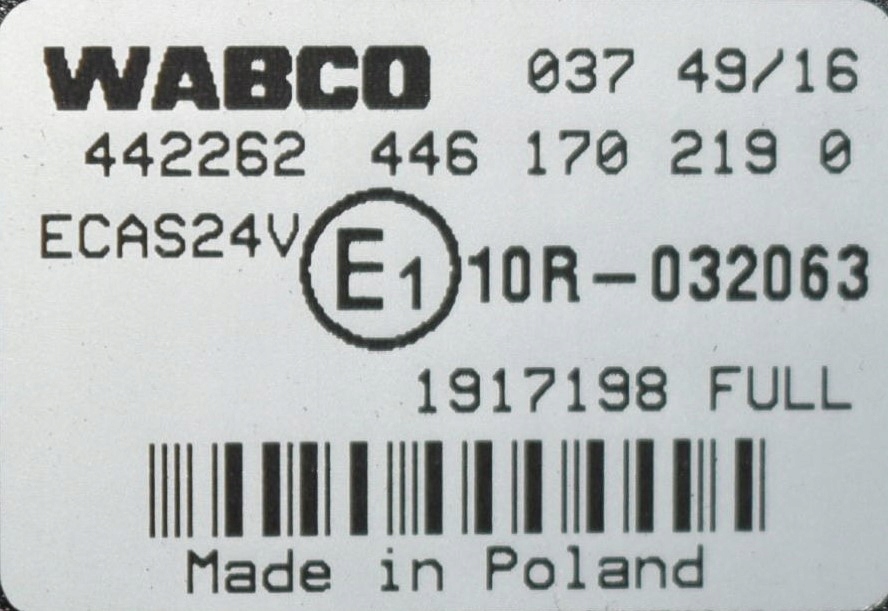 WABCO 037 49/16
442262 446 170 219 0
ECAS24V E1 10R-032063
1917198 FULL
Made in Poland